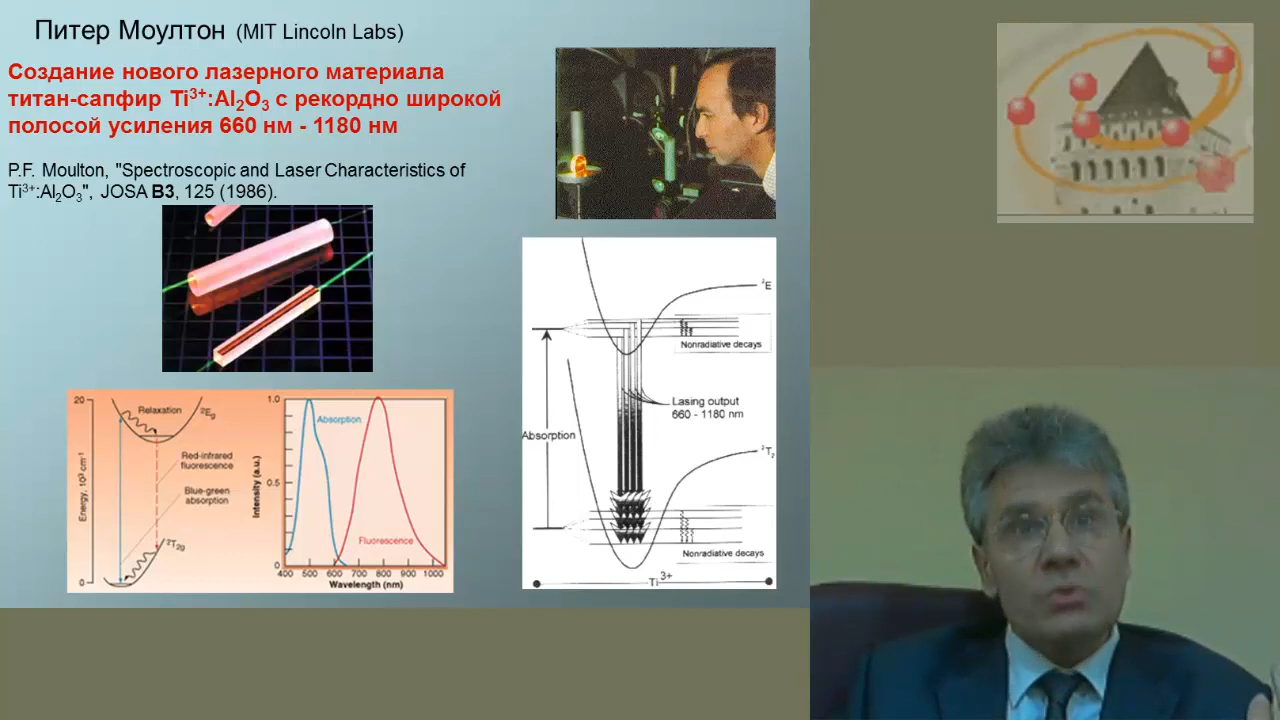 Питер Моултон (MIT Lincoln Labs)
Создание нового лазерного материала
титан-сапфир Ti³⁺:Al₂O₃ с рекордно широкой
полосой усиления 660 нм - 1180 нм
P.F. Moulton, "Spectroscopic and Laser Characteristics of
Ti³⁺:Al₂O₃", JOSA B3, 125 (1986).
²E
Nonradiative decays
Lasing output
660 - 1180 nm
Absorption
²T₂
Nonradiative decays
Ti³⁺
20
Relaxation
²Eg
Energy, 10³ cm⁻¹
Red-infrared
fluorescence
Blue-green
absorption
²T₂g
0
1.0
Absorption
Intensity (a.u.)
0.5
Fluorescence
0
400 500 600 700 800 900 1000
Wavelength (nm)